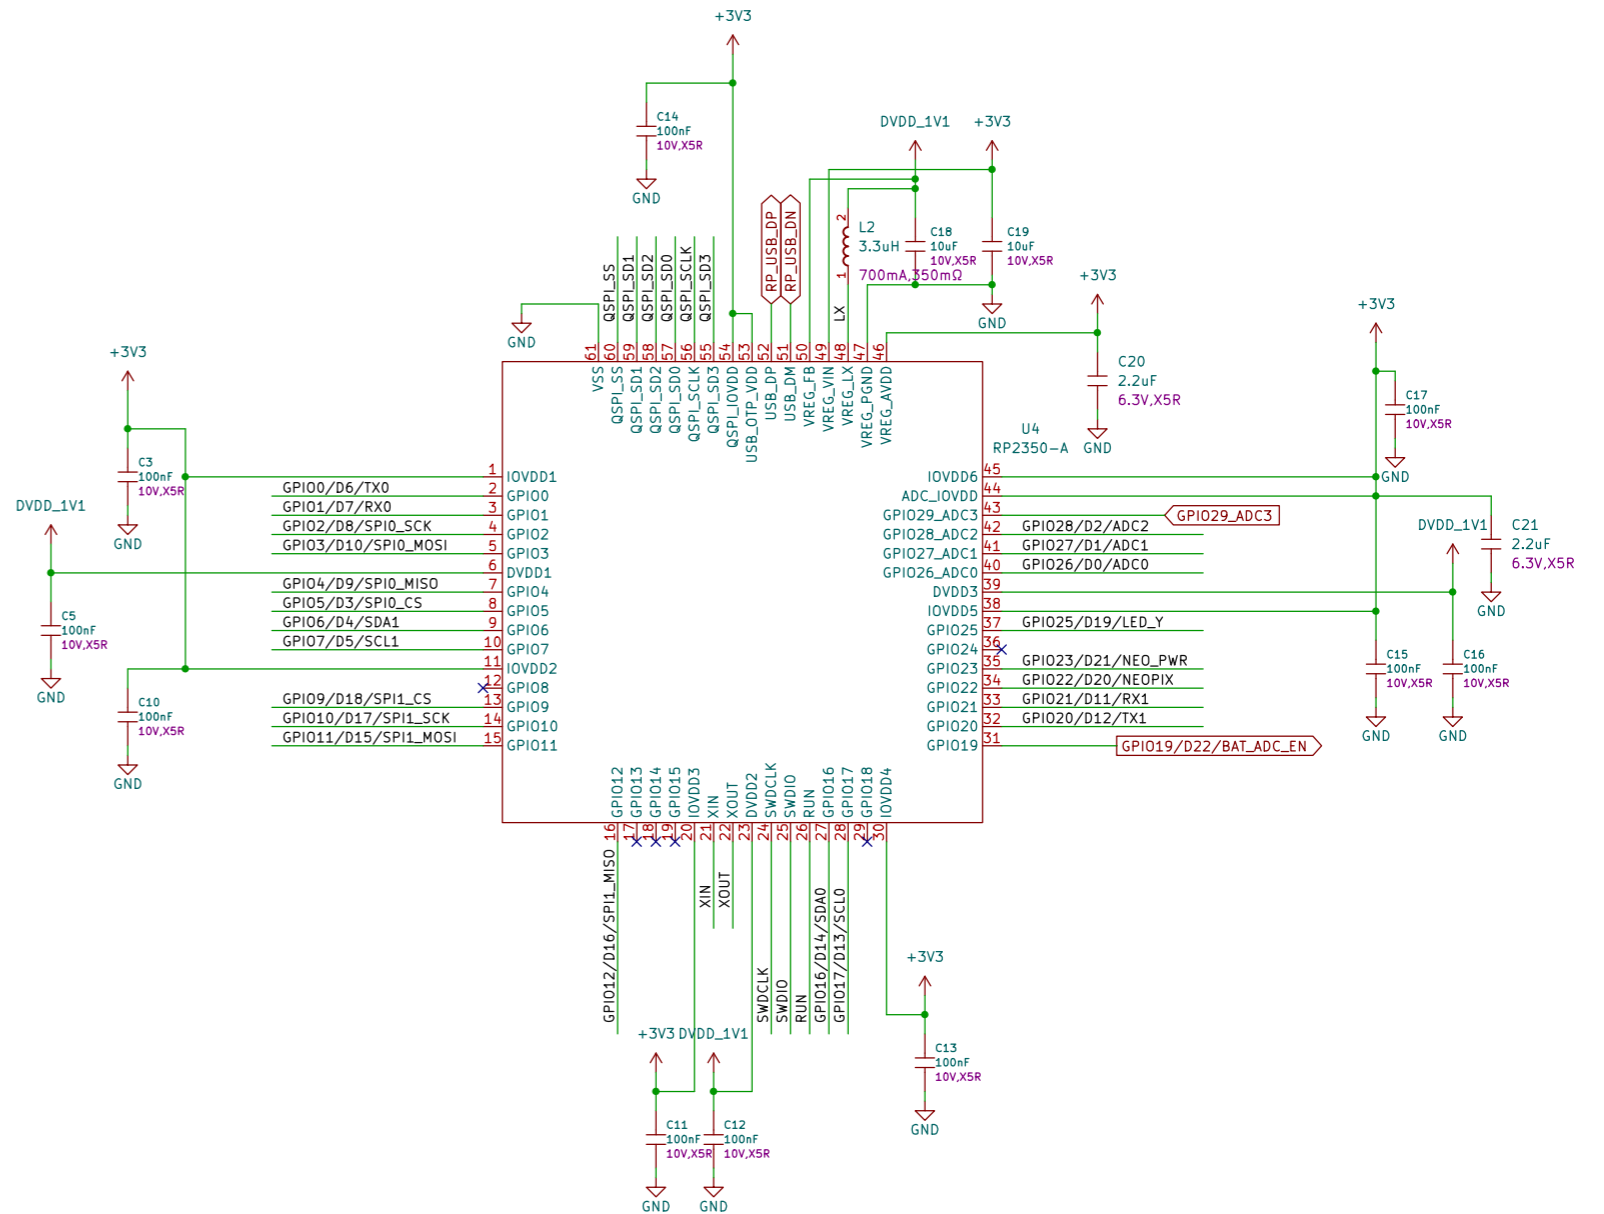 +3V3
C14
100nF
10V,X5R
GND
DVDD_1V1
+3V3
RP_USB_DP
RP_USB_DN
2
L2
3.3uH
700mA,350mΩ
1
LX
C18
10uF
10V,X5R
C19
10uF
10V,X5R
GND
+3V3
C20
2.2uF
6.3V,X5R
GND
QSPI_SS
QSPI_SD1
QSPI_SD2
QSPI_SD0
QSPI_SCLK
QSPI_SD3
GND
61 VSS
60 QSPI_SS
59 QSPI_SD1
58 QSPI_SD2
57 QSPI_SD0
56 QSPI_SCLK
55 QSPI_SD3
54 QSPI_IOVDD
53 USB_OTP_VDD
52 USB_DP
51 USB_DM
50 VREG_FB
49 VREG_VIN
48 VREG_LX
47 VREG_PGND
46 VREG_AVDD
U4
RP2350-A
+3V3
C3
100nF
10V,X5R
GND
DVDD_1V1
C5
100nF
10V,X5R
GND
C10
100nF
10V,X5R
GND
1 IOVDD1
GPIO0/D6/TX0 2 GPIO0
GPIO1/D7/RX0 3 GPIO1
GPIO2/D8/SPI0_SCK 4 GPIO2
GPIO3/D10/SPI0_MOSI 5 GPIO3
6 DVDD1
GPIO4/D9/SPI0_MISO 7 GPIO4
GPIO5/D3/SPI0_CS 8 GPIO5
GPIO6/D4/SDA1 9 GPIO6
GPIO7/D5/SCL1 10 GPIO7
11 IOVDD2
12 GPIO8
GPIO9/D18/SPI1_CS 13 GPIO9
GPIO10/D17/SPI1_SCK 14 GPIO10
GPIO11/D15/SPI1_MOSI 15 GPIO11
IOVDD6 45
ADC_IOVDD 44
GPIO29_ADC3 43 GPIO29_ADC3
GPIO28_ADC2 42 GPIO28/D2/ADC2
GPIO27_ADC1 41 GPIO27/D1/ADC1
GPIO26_ADC0 40 GPIO26/D0/ADC0
DVDD3 39
IOVDD5 38
GPIO25 37 GPIO25/D19/LED_Y
GPIO24 36
GPIO23 35 GPIO23/D21/NEO_PWR
GPIO22 34 GPIO22/D20/NEOPIX
GPIO21 33 GPIO21/D11/RX1
GPIO20 32 GPIO20/D12/TX1
GPIO19 31 GPIO19/D22/BAT_ADC_EN
+3V3
C17
100nF
10V,X5R
GND
DVDD_1V1
C21
2.2uF
6.3V,X5R
GND
C15
100nF
10V,X5R
GND
C16
100nF
10V,X5R
GND
GPIO12 16 GPIO12/D16/SPI1_MISO
GPIO13 17
GPIO14 18
GPIO15 19
IOVDD3 20
XIN 21 XIN
XOUT 22 XOUT
DVDD2 23
SWDCLK 24 SWDCLK
SWDIO 25 SWDIO
RUN 26 RUN
GPIO16 27 GPIO16/D14/SDA0
GPIO17 28 GPIO17/D13/SCL0
GPIO18 29
IOVDD4 30
+3V3
C13
100nF
10V,X5R
GND
+3V3
DVDD_1V1
C11
100nF
10V,X5R
GND
C12
100nF
10V,X5R
GND